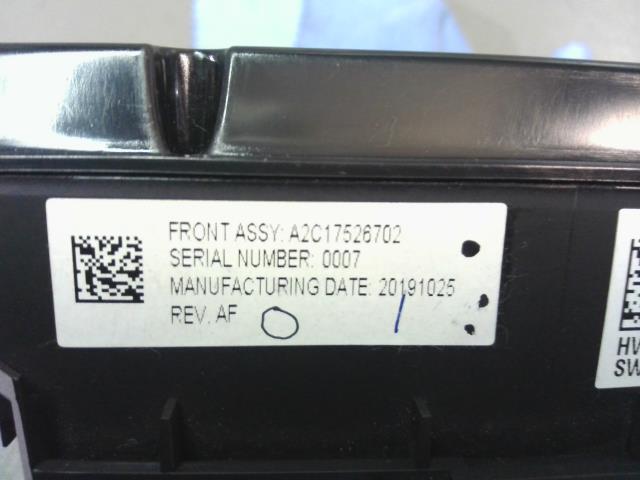 FRONT ASSY: A2C17526702
SERIAL NUMBER: 0007
MANUFACTURING DATE: 20191025
REV. AF
HW
SW